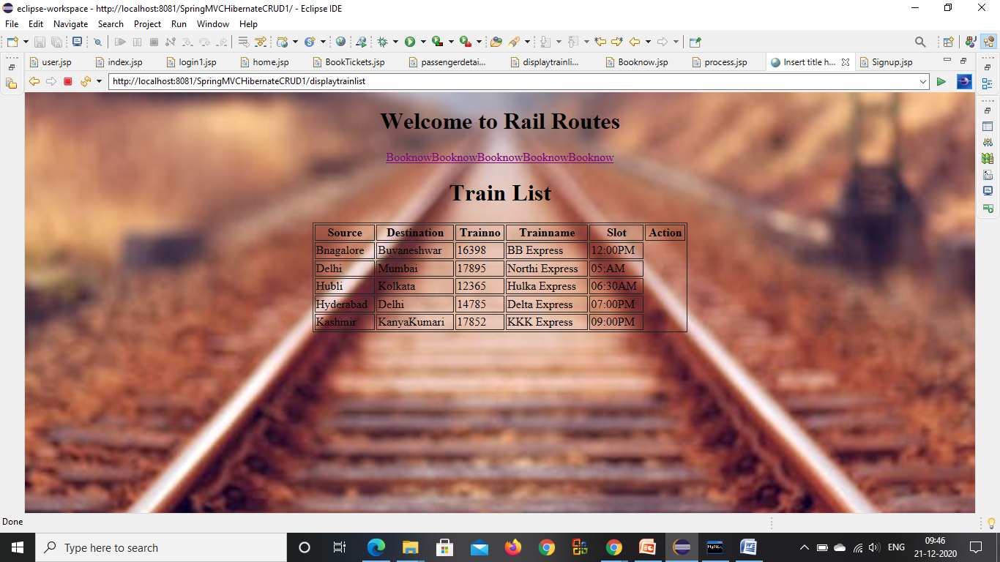 eclipse-workspace - http://localhost:8081/SpringMVCHibernateCRUD1/ - Eclipse IDE
File Edit Navigate Search Project Run Window Help
user.jsp index.jsp login1.jsp home.jsp BookTickets.jsp passengerdetai... displaytrainli... Booknow.jsp process.jsp Insert title h... Signup.jsp
http://localhost:8081/SpringMVCHibernateCRUD1/displaytrainlist
Welcome to Rail Routes
BooknowBooknowBooknowBooknowBooknow
Train List
Source Destination Trainno Trainname Slot Action
Bnagalore Buvaneshwar 16398 BB Express 12:00PM
Delhi Mumbai 17895 Northi Express 05:AM
Hubli Kolkata 12365 Hulka Express 06:30AM
Hyderabad Delhi 14785 Delta Express 07:00PM
Kashmir KanyaKumari 17852 KKK Express 09:00PM
Done
Type here to search
ENG
09:46
21-12-2020